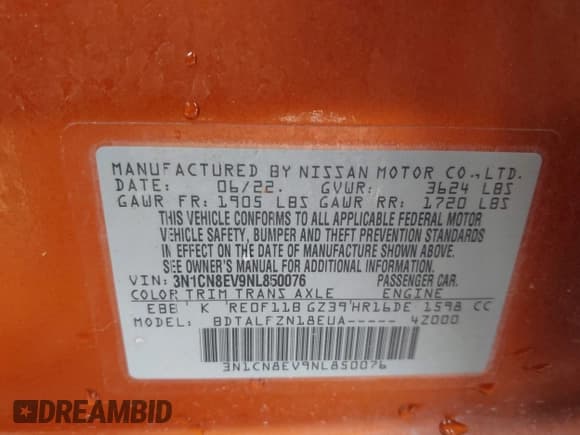 MANUFACTURED BY NISSAN MOTOR CO.,LTD.
DATE: 06/22. GVWR: 3624 LBS
GAWR FR: 1905 LBS GAWR RR: 1720 LBS
THIS VEHICLE CONFORMS TO ALL APPLICABLE FEDERAL MOTOR
VEHICLE SAFETY, BUMPER AND THEFT PREVENTION STANDARDS
IN EFFECT ON THE DATE OF MANUFACTURE SHOWN ABOVE.
SEE OWNER'S MANUAL FOR ADDITIONAL INFORMATION.
VIN: 3N1CN8EV9NL850076 PASSENGER CAR.
COLOR TRIM TRANS AXLE ENGINE
EBB K RE0F11B GZ39 HR16DE 1598 CC
MODEL: BDTALFZN18EUA----- 4Z000
3N1CN8EV9NL850076
DREAMBID